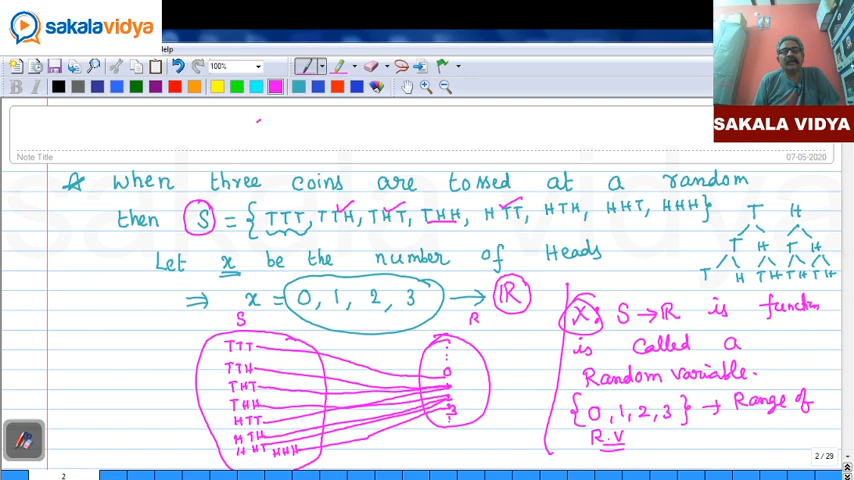 sakalavidya
Help
100%
SAKALA VIDYA
Note Title
07-05-2020
When three coins are tossed at a random
then S = { TTT, TTH, THT, THH, HTT, HTH, HHT, HHH}
T H
T H T H
T H T H T H T H
Let x be the number of Heads
⇒ x = 0, 1, 2, 3 → ℝ
S R
TTT
TTH
THT
THH
HTT
HTH
HHT HHH
0
3
X: S → R is function
is called a
Random variable.
{0, 1, 2, 3} → Range of
R.V
2 / 29
2